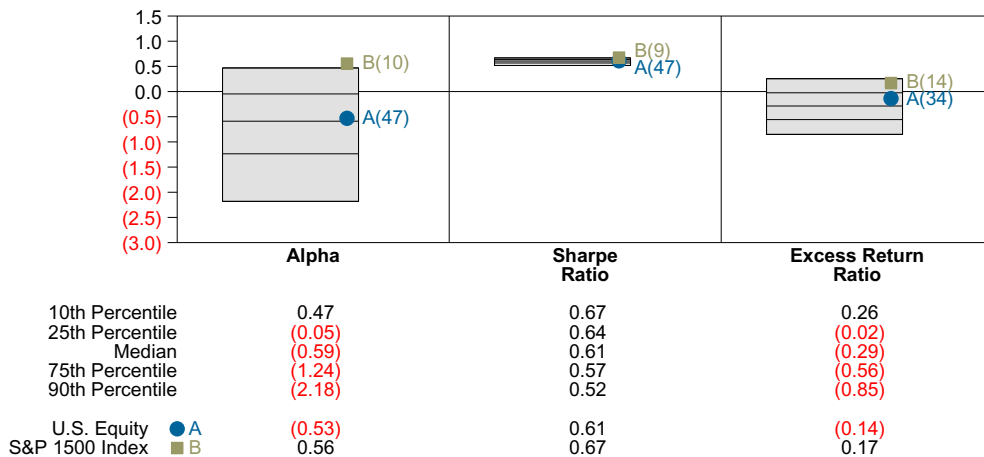 1.5
1.0
0.5
0.0
(0.5)
(1.0)
(1.5)
(2.0)
(2.5)
(3.0)
B(10)
A(47)
B(9)
A(47)
B(14)
A(34)
Alpha Sharpe Ratio Excess Return Ratio
10th Percentile 0.47 0.67 0.26
25th Percentile (0.05) 0.64 (0.02)
Median (0.59) 0.61 (0.29)
75th Percentile (1.24) 0.57 (0.56)
90th Percentile (2.18) 0.52 (0.85)
U.S. Equity A (0.53) 0.61 (0.14)
S&P 1500 Index B 0.56 0.67 0.17